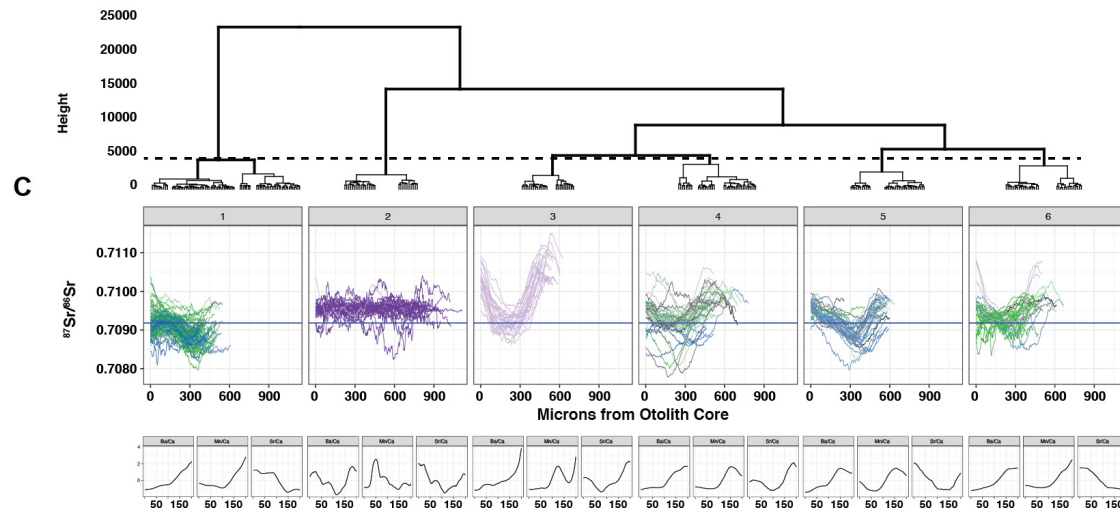 25000
20000
15000
10000
5000
0
Height
C
1 2 3 4 5 6
0.7110
0.7100
0.7090
0.7080
⁸⁷Sr/⁸⁶Sr
0 300 600 900 0 300 600 900 0 300 600 900 0 300 600 900 0 300 600 900 0 300 600 900
Microns from Otolith Core
Ba/Ca Mn/Ca Sr/Ca Ba/Ca Mn/Ca Sr/Ca Ba/Ca Mn/Ca Sr/Ca Ba/Ca Mn/Ca Sr/Ca Ba/Ca Mn/Ca Sr/Ca Ba/Ca Mn/Ca Sr/Ca
4
2
0
50 150 50 150 50 150 50 150 50 150 50 150 50 150 50 150 50 150 50 150 50 150 50 150 50 150 50 150 50 150 50 150 50 150 50 150